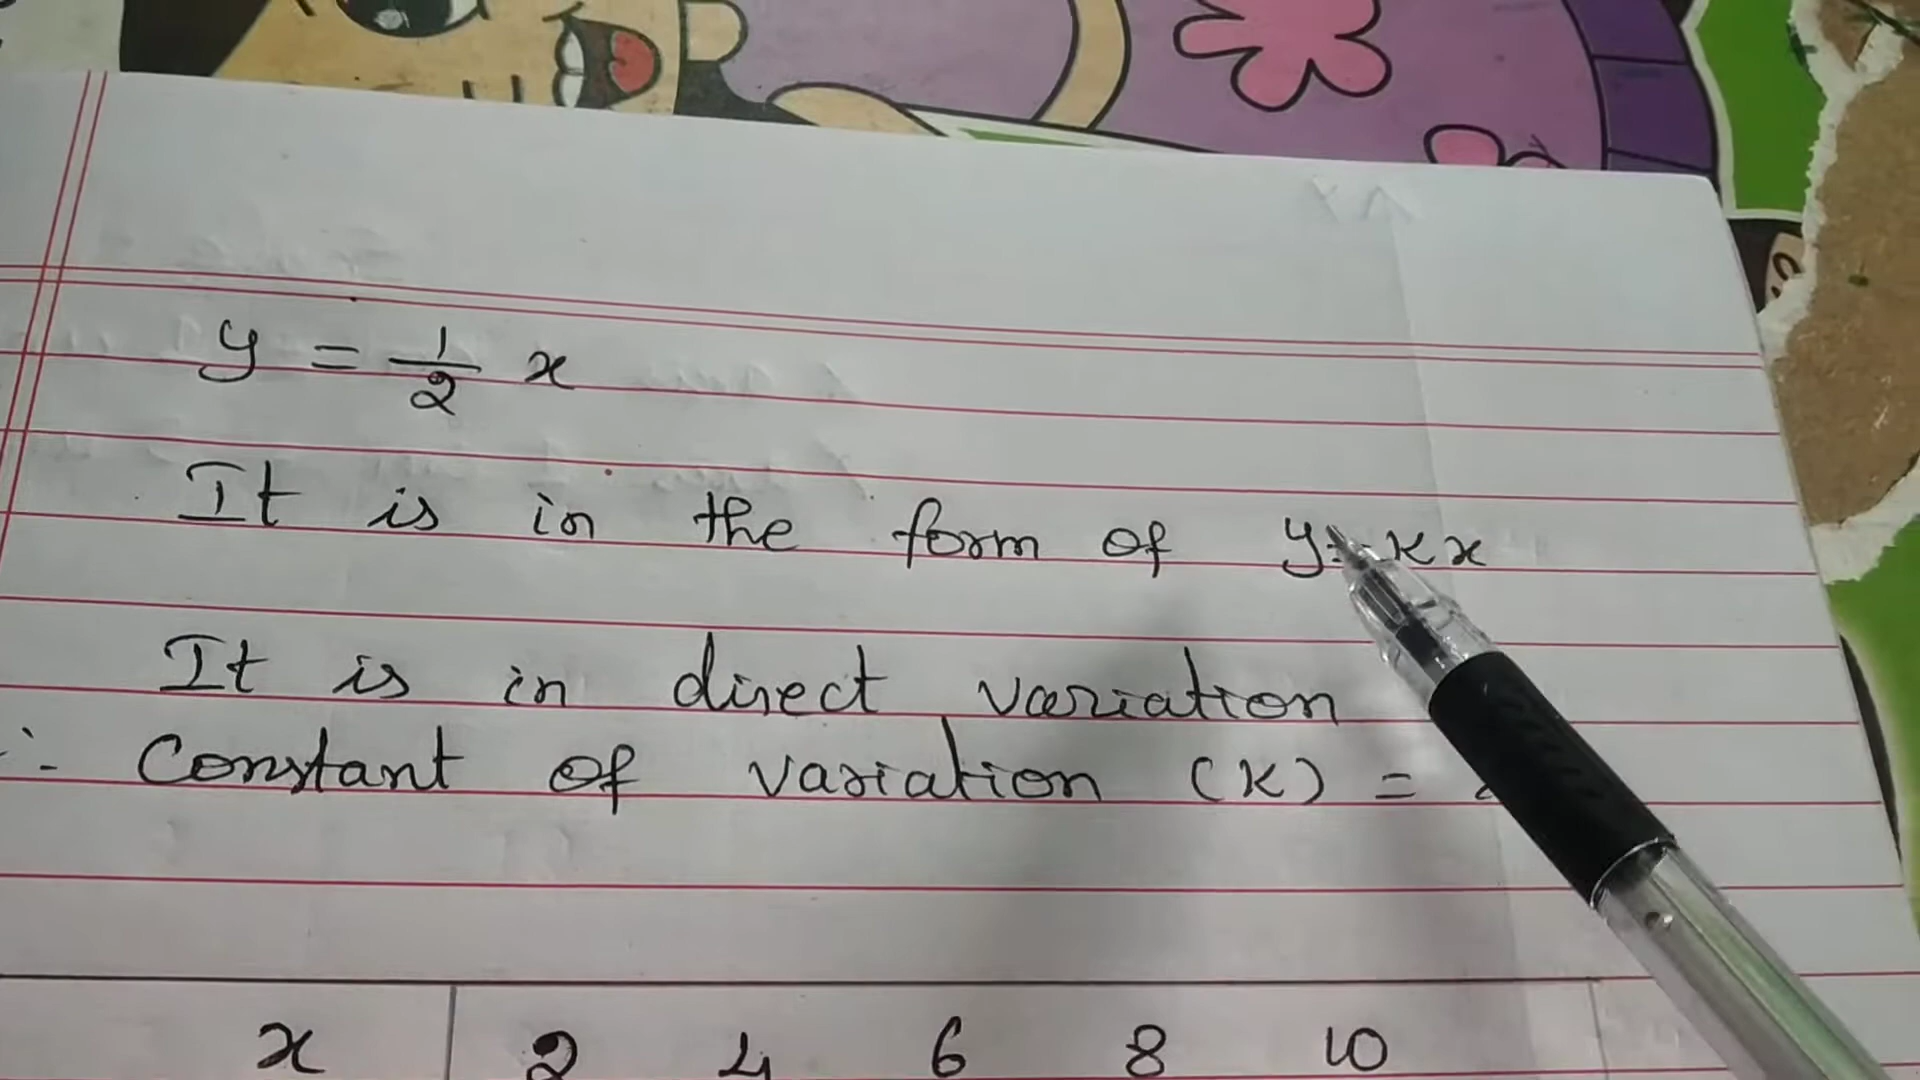 y = 1/2 x
It is in the form of y = kx
It is in direct variation
∴ Constant of variation (K) =
x 2 4 6 8 10